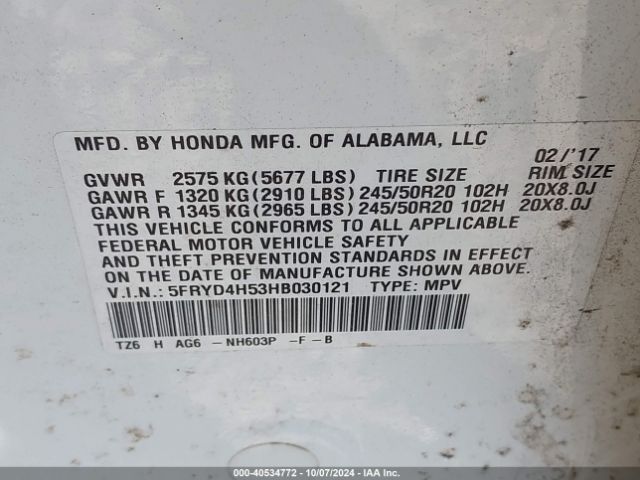 MFD. BY HONDA MFG. OF ALABAMA, LLC
02/'17
GVWR 2575 KG(5677 LBS) TIRE SIZE RIM SIZE
GAWR F 1320 KG(2910 LBS)245/50R20 102H 20X8.0J
GAWR R 1345 KG(2965 LBS)245/50R20 102H 20X8.0J
THIS VEHICLE CONFORMS TO ALL APPLICABLE
FEDERAL MOTOR VEHICLE SAFETY
AND THEFT PREVENTION STANDARDS IN EFFECT
ON THE DATE OF MANUFACTURE SHOWN ABOVE.
V.I.N.: 5FRYD4H53HB030121 TYPE: MPV
TZ6 H AG6 -NH603P -F-B
000-40534772 - 10/07/2024 - IAA Inc.